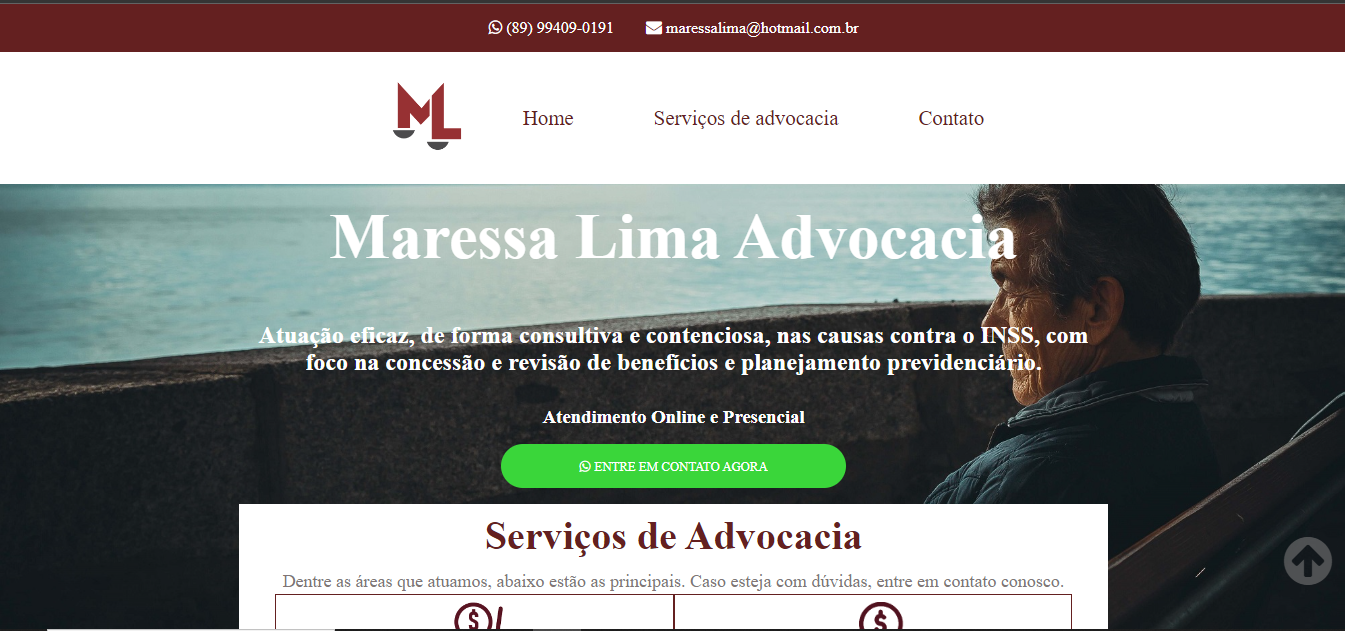 (89) 99409-0191 maressalima@hotmail.com.br
ML
Home Serviços de advocacia Contato
Maressa Lima Advocacia
Atuação eficaz, de forma consultiva e contenciosa, nas causas contra o INSS, com
foco na concessão e revisão de benefícios e planejamento previdenciário.
Atendimento Online e Presencial
ENTRE EM CONTATO AGORA
Serviços de Advocacia
Dentre as áreas que atuamos, abaixo estão as principais. Caso esteja com dúvidas, entre em contato conosco.
$ $